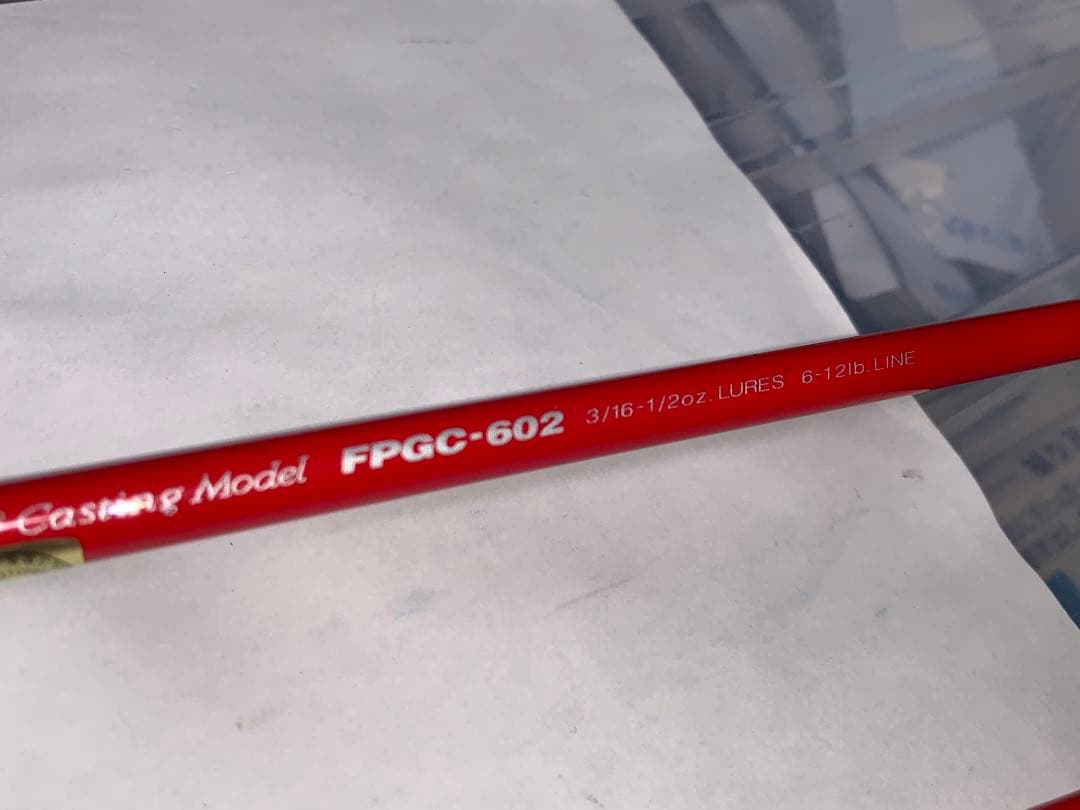 Casting Model FPGC-602 3/16-1/2oz. LURES 6-12lb. LINE